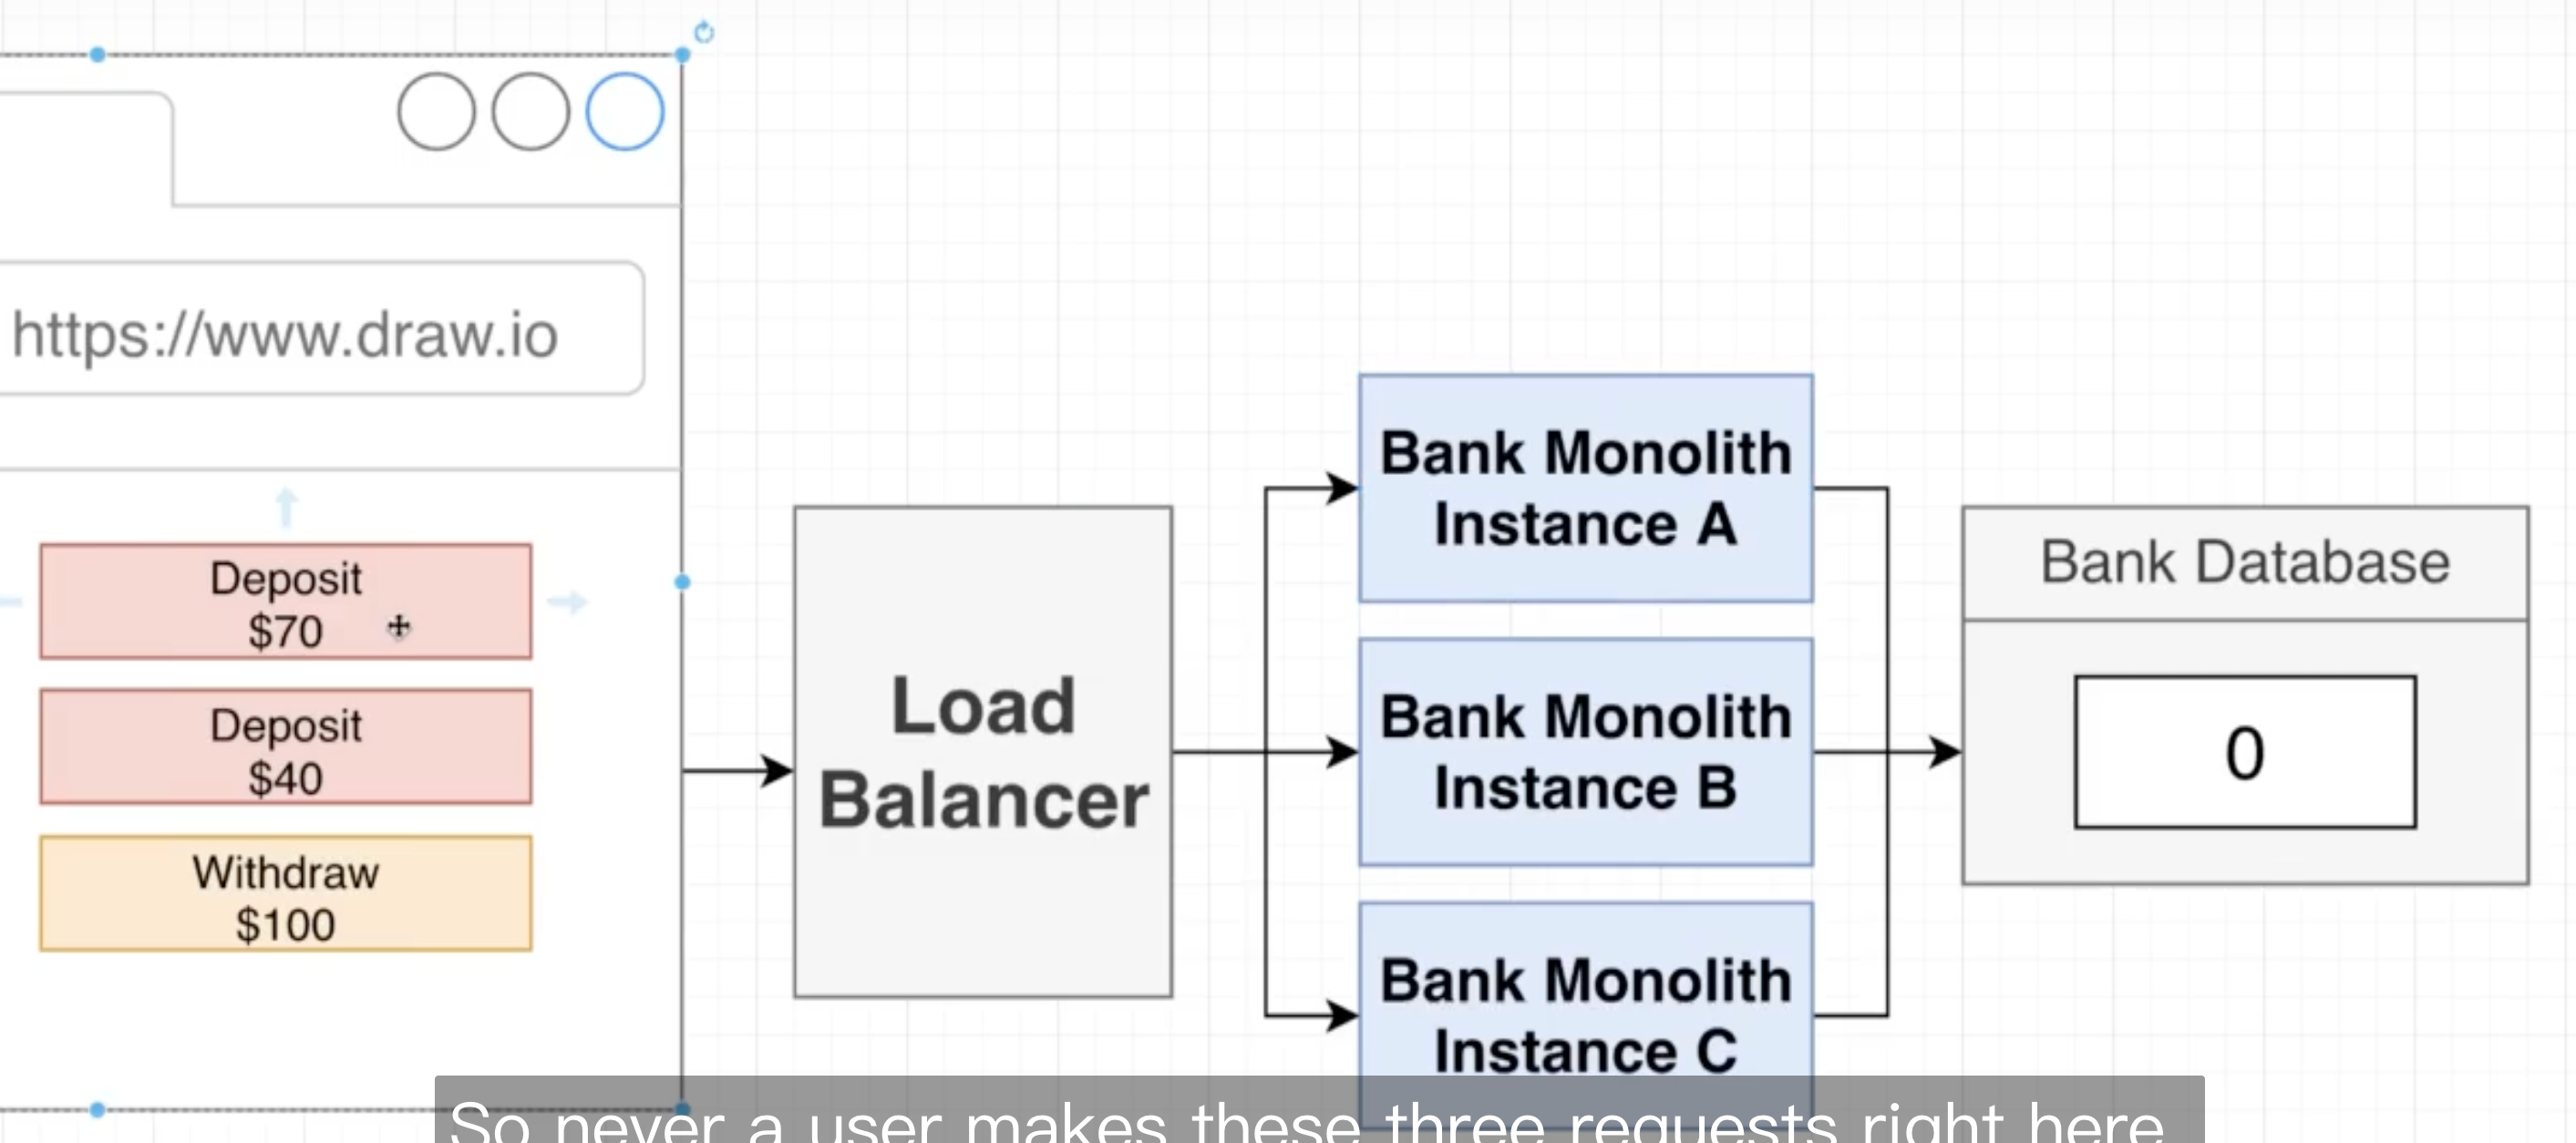 https://www.draw.io
Deposit
$70
Deposit
$40
Withdraw
$100
Load
Balancer
Bank Monolith
Instance A
Bank Monolith
Instance B
Bank Monolith
Instance C
Bank Database
0
So never a user makes these three requests right here